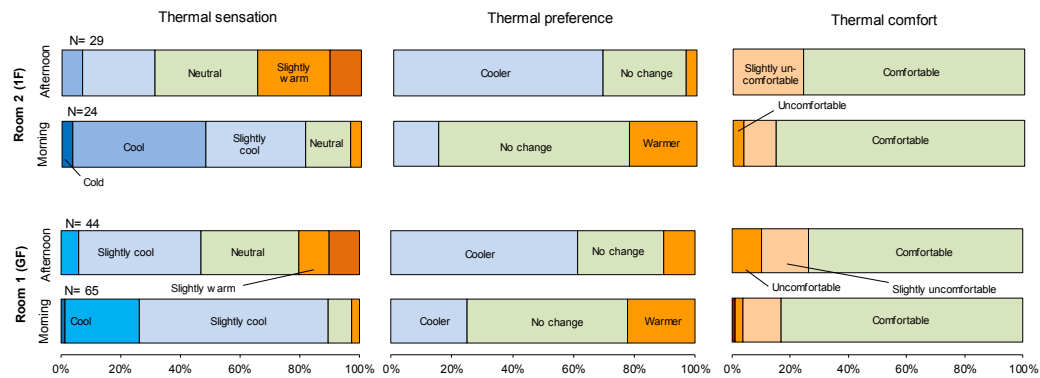 Thermal sensation
Thermal preference
Thermal comfort
Room 2 (1F)
Afternoon
N= 29
Neutral
Slightly
warm
Cooler
No change
Slightly un-
comfortable
Comfortable
Morning
N=24
Cool
Slightly
cool
Neutral
Cold
No change
Warmer
Uncomfortable
Comfortable
Room 1 (GF)
Afternoon
N= 44
Slightly cool
Neutral
Slightly warm
Cooler
No change
Comfortable
Uncomfortable
Slightly uncomfortable
Morning
N= 65
Cool
Slightly cool
Cooler
No change
Warmer
Comfortable
0% 20% 40% 60% 80% 100%
0% 20% 40% 60% 80% 100%
0% 20% 40% 60% 80% 100%